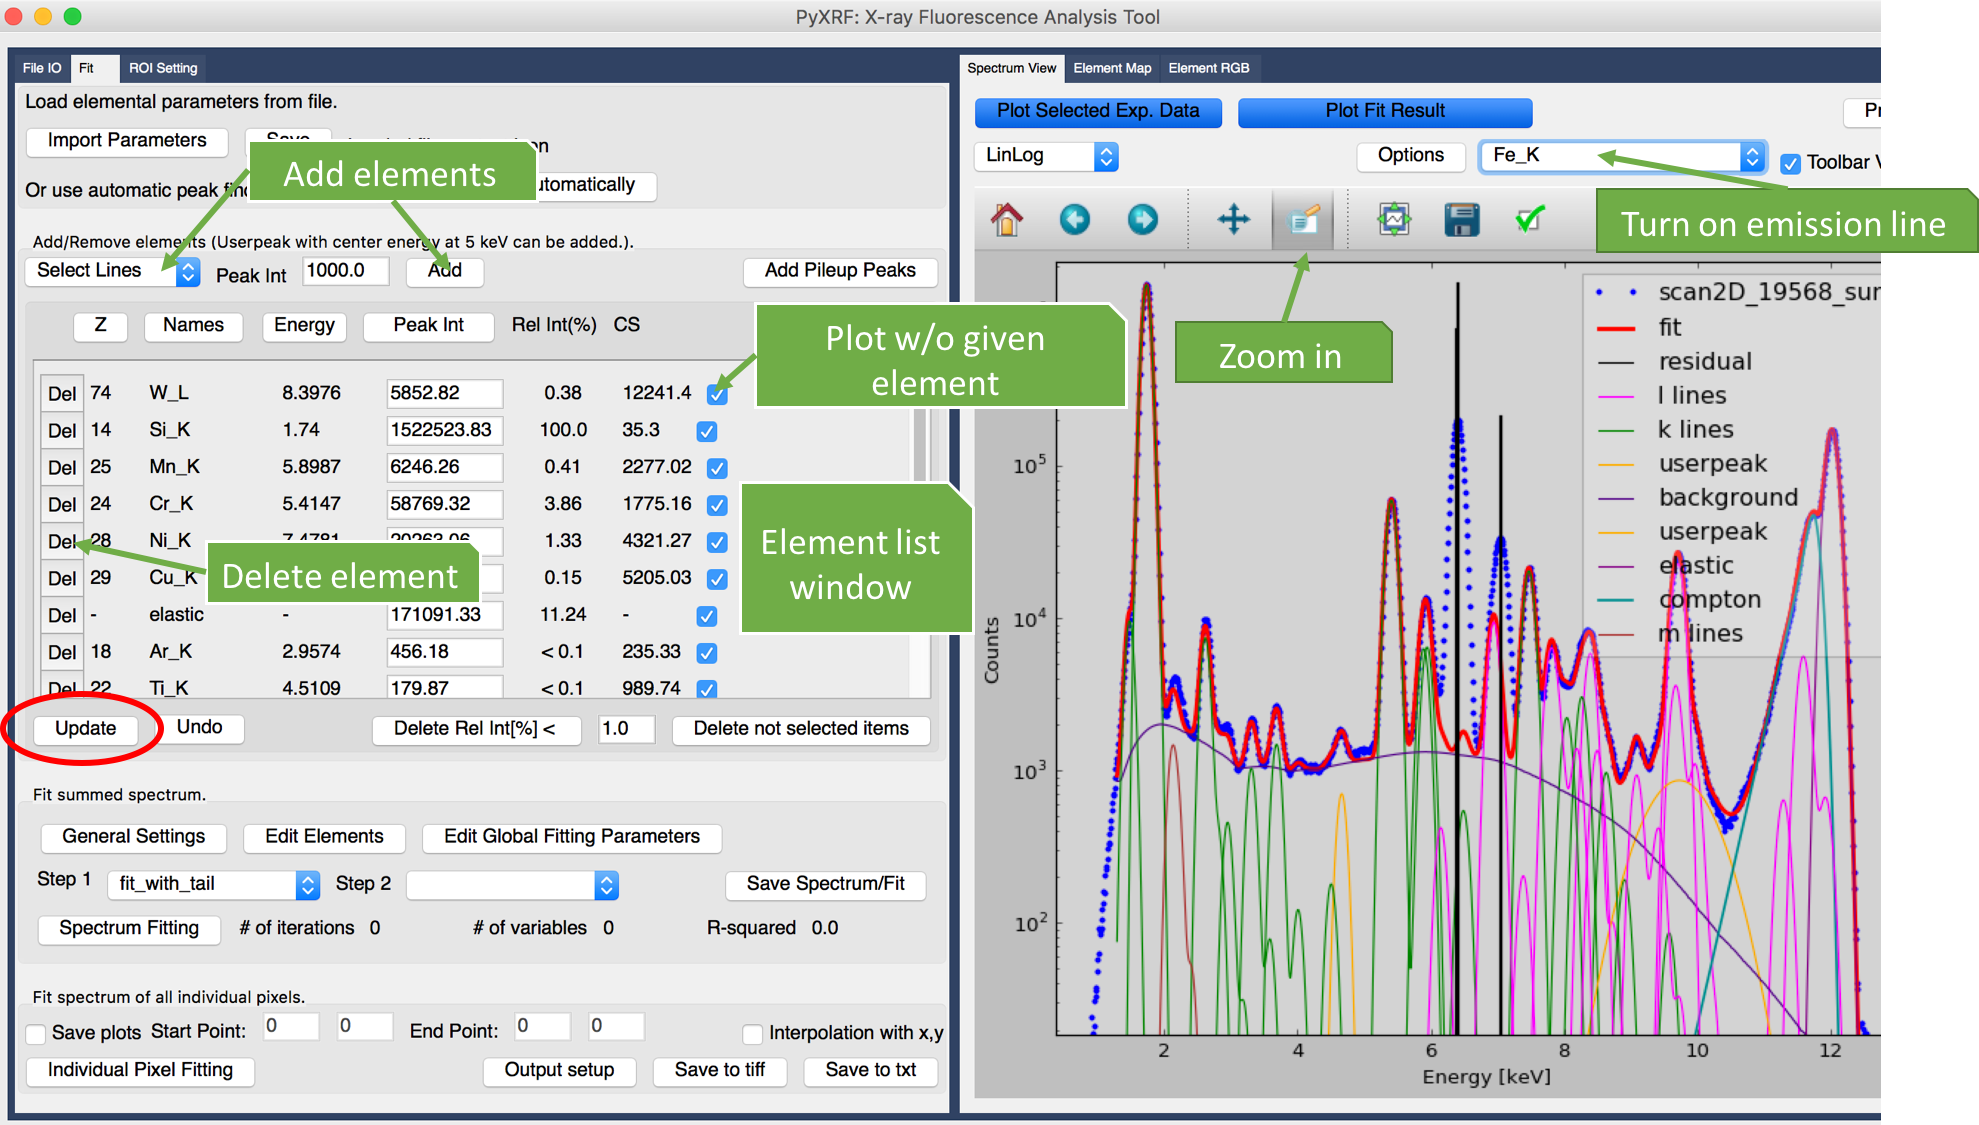 PyXRF: X-ray Fluorescence Analysis Tool
File IO Fit ROI Setting
Load elemental parameters from file.
Import Parameters Save
Add elements
Or use automatic peak
Add/Remove elements (Userpeak with center energy at 5 keV can be added.).
Select Lines Peak Int 1000.0 Add Add Pileup Peaks
Z Names Energy Peak Int Rel Int(%) CS
Plot w/o given
element
Del 74 W_L 8.3976 5852.82 0.38 12241.4
Del 14 Si_K 1.74 1522523.83 100.0 35.3
Del 25 Mn_K 5.8987 6246.26 0.41 2277.02
Del 24 Cr_K 5.4147 58769.32 3.86 1775.16
Del 28 Ni_K 7.4781 20263.06 1.33 4321.27
Del 29 Cu_K 0.15 5205.03
Del - elastic - 171091.33 11.24 -
Del 18 Ar_K 2.9574 456.18 < 0.1 235.33
Del 22 Ti_K 4.5109 179.87 < 0.1 989.74
Delete element
Element list
window
Update Undo Delete Rel Int[%] < 1.0 Delete not selected items
Fit summed spectrum.
General Settings Edit Elements Edit Global Fitting Parameters
Step 1 fit_with_tail Step 2 Save Spectrum/Fit
Spectrum Fitting # of iterations 0 # of variables 0 R-squared 0.0
Fit spectrum of all individual pixels.
Save plots Start Point: 0 0 End Point: 0 0 Interpolation with x,y
Individual Pixel Fitting Output setup Save to tiff Save to txt
Spectrum View Element Map Element RGB
Plot Selected Exp. Data Plot Fit Result
LinLog Options Fe_K Toolbar
Turn on emission line
Zoom in
scan2D_19568_sum
fit
residual
l lines
k lines
userpeak
background
userpeak
elastic
compton
m lines
Counts
10^5
10^4
10^3
10^2
2 4 6 8 10 12
Energy [keV]